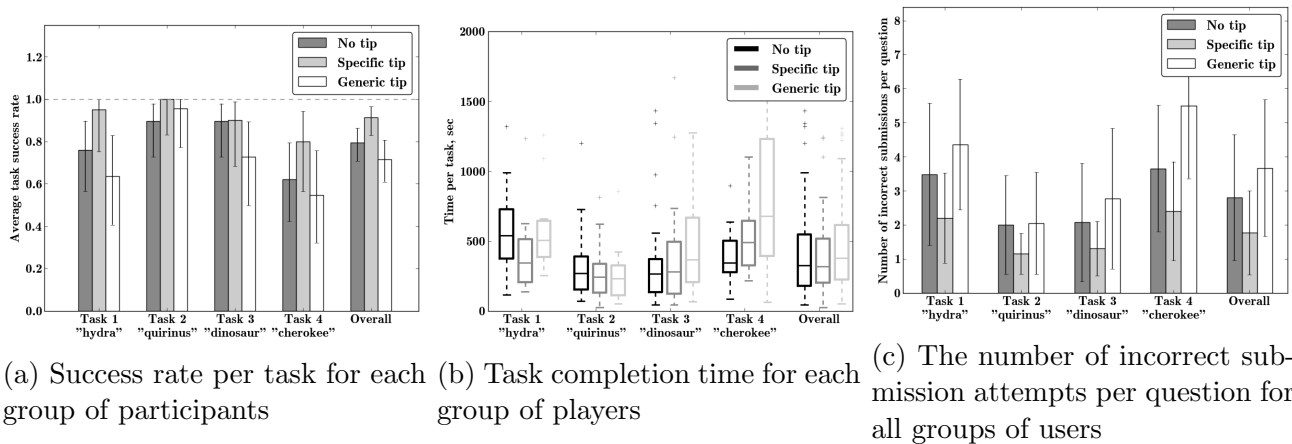 1.2
1.0
0.8
0.6
0.4
0.2
0.0
Average task success rate
No tip
Specific tip
Generic tip
Task 1
"hydra"
Task 2
"quirinus"
Task 3
"dinosaur"
Task 4
"cherokee"
Overall
(a) Success rate per task for each
group of participants
2000
1500
1000
500
0
Time per task, sec
No tip
Specific tip
Generic tip
Task 1
"hydra"
Task 2
"quirinus"
Task 3
"dinosaur"
Task 4
"cherokee"
Overall
(b) Task completion time for each
group of players
8
7
6
5
4
3
2
1
0
Number of incorrect submissions per question
No tip
Specific tip
Generic tip
Task 1
"hydra"
Task 2
"quirinus"
Task 3
"dinosaur"
Task 4
"cherokee"
Overall
(c) The number of incorrect sub-
mission attempts per question for
all groups of users